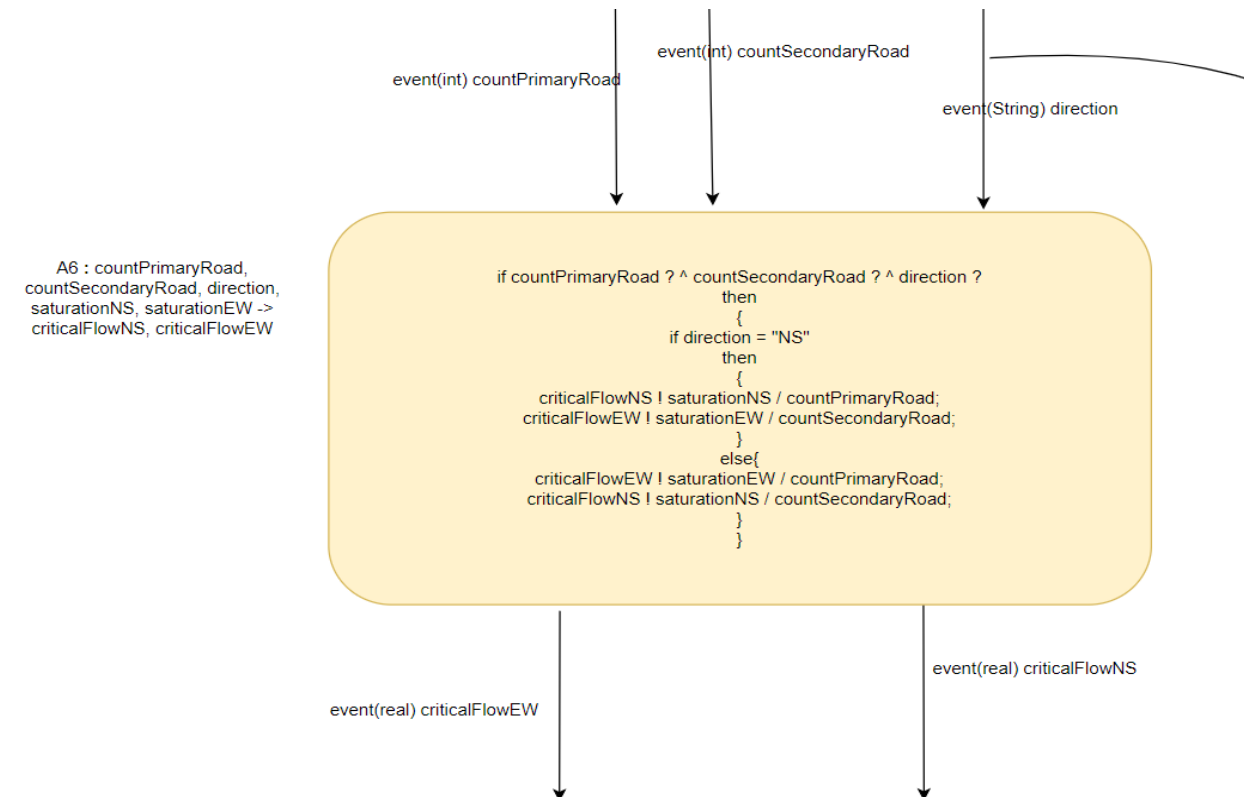 event(int) countSecondaryRoad
event(int) countPrimaryRoad
event(String) direction
A6 : countPrimaryRoad,
countSecondaryRoad, direction,
saturationNS, saturationEW ->
criticalFlowNS, criticalFlowEW
if countPrimaryRoad ? ^ countSecondaryRoad ? ^ direction ?
then
{
if direction = "NS"
then
{
criticalFlowNS ! saturationNS / countPrimaryRoad;
criticalFlowEW ! saturationEW / countSecondaryRoad;
}
else{
criticalFlowEW ! saturationEW / countPrimaryRoad;
criticalFlowNS ! saturationNS / countSecondaryRoad;
}
}
event(real) criticalFlowNS
event(real) criticalFlowEW